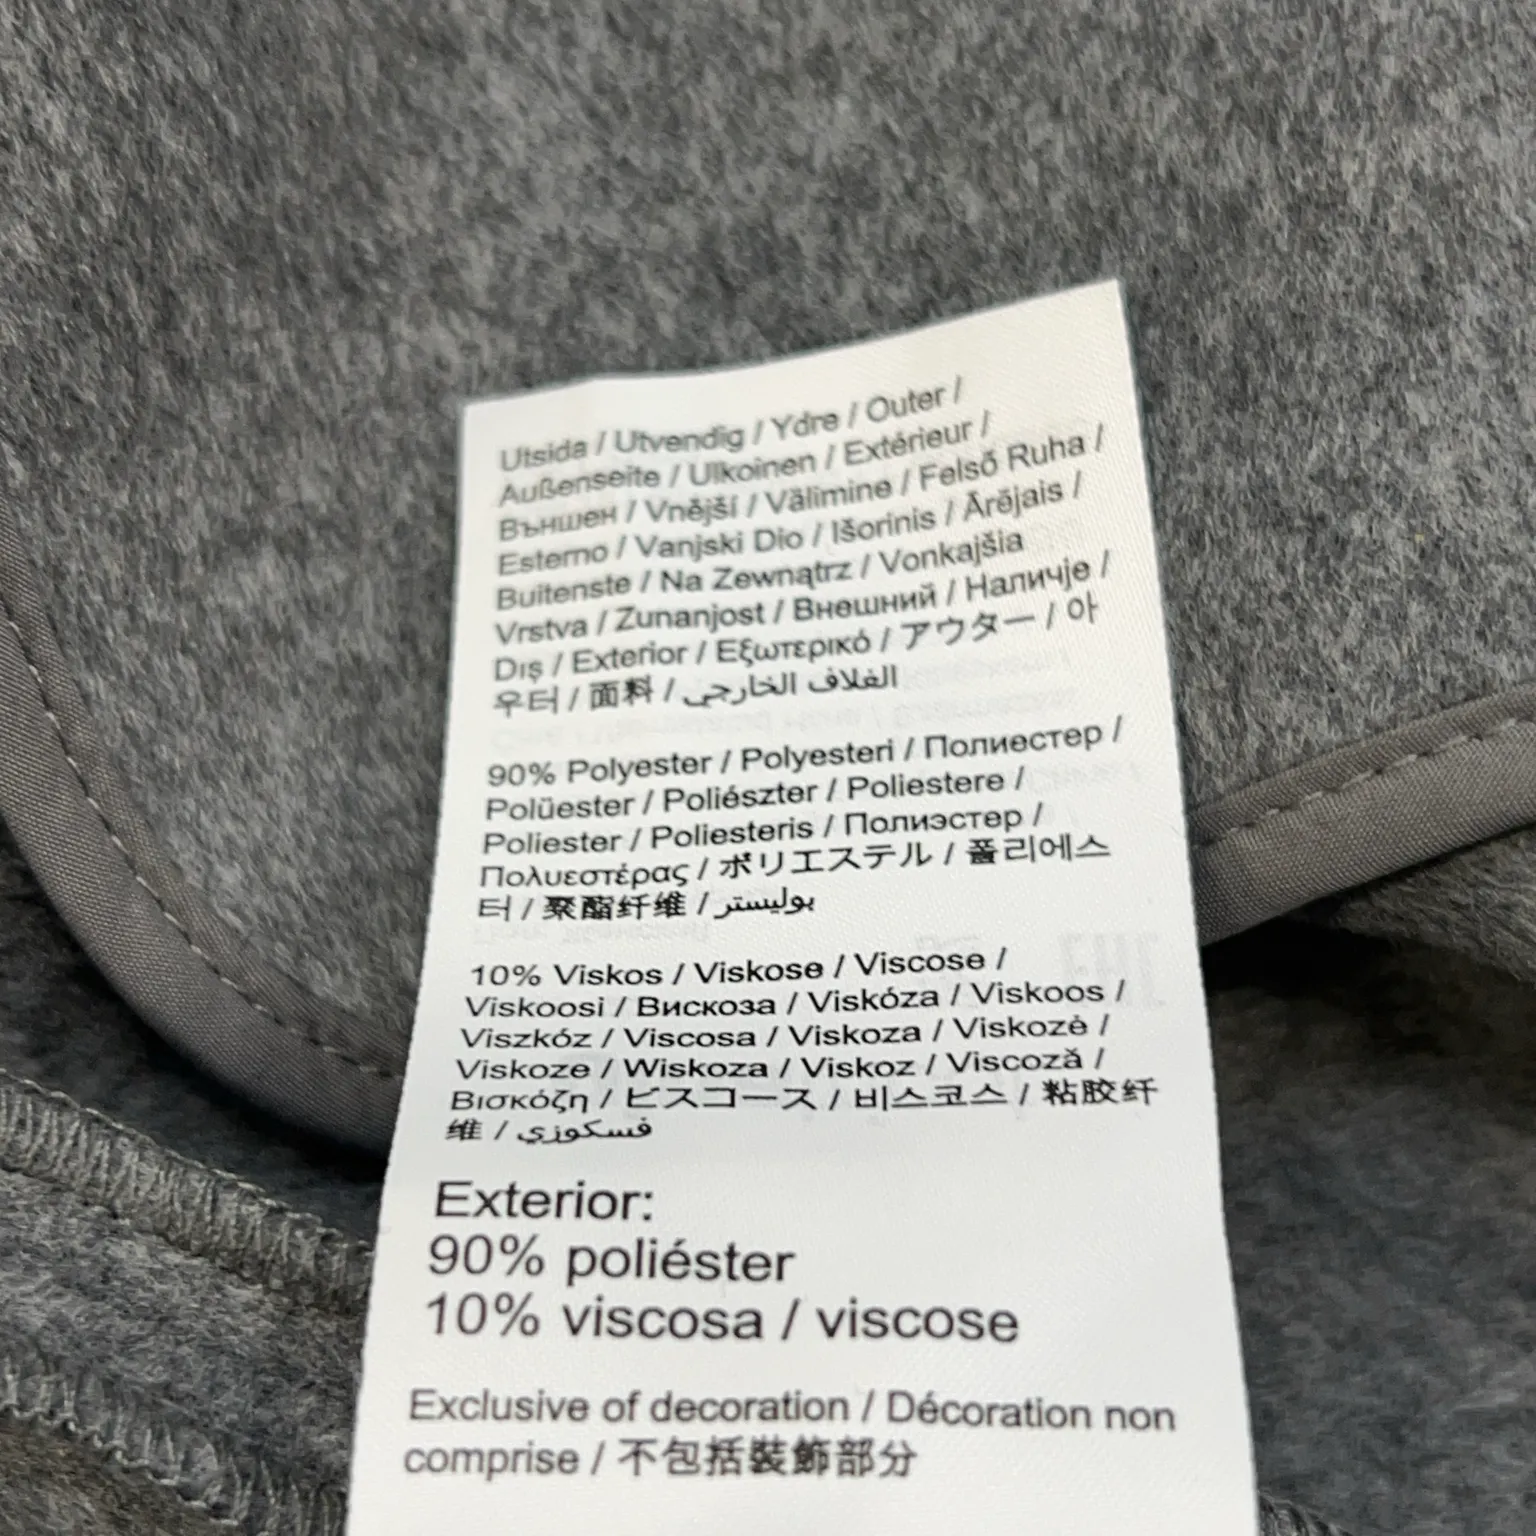 Utsida / Utvendig / Ydre / Outer /
Außenseite / Ulkoinen / Extérieur /
Външен / Vnější / Välimine / Felső Ruha /
Esterno / Vanjski Dio / Išorinis / Ārējais /
Buitenste / Na Zewnątrz / Vonkajšia
Vrstva / Zunanjost / Внешний / Наличје /
Dış / Exterior / Εξωτερικό / アウター / 아
우터 / 面料 / الغلاف الخارجي
90% Polyester / Polyesteri / Полиестер /
Polüester / Poliészter / Poliestere /
Poliester / Poliesteris / Полиэстер /
Πολυεστέρας / ポリエステル / 폴리에스
터 / 聚酯纤维 / بوليستر
10% Viskos / Viskose / Viscose /
Viskoosi / Вискоза / Viskóza / Viskoos /
Viszkóz / Viscosa / Viskoza / Viskozė /
Viskoze / Wiskoza / Viskoz / Viscoză /
Βισκόζη / ビスコース / 비스코스 / 粘胶纤
维 / فسكوزي
Exterior:
90% poliéster
10% viscosa / viscose
Exclusive of decoration / Décoration non
comprise / 不包括裝飾部分